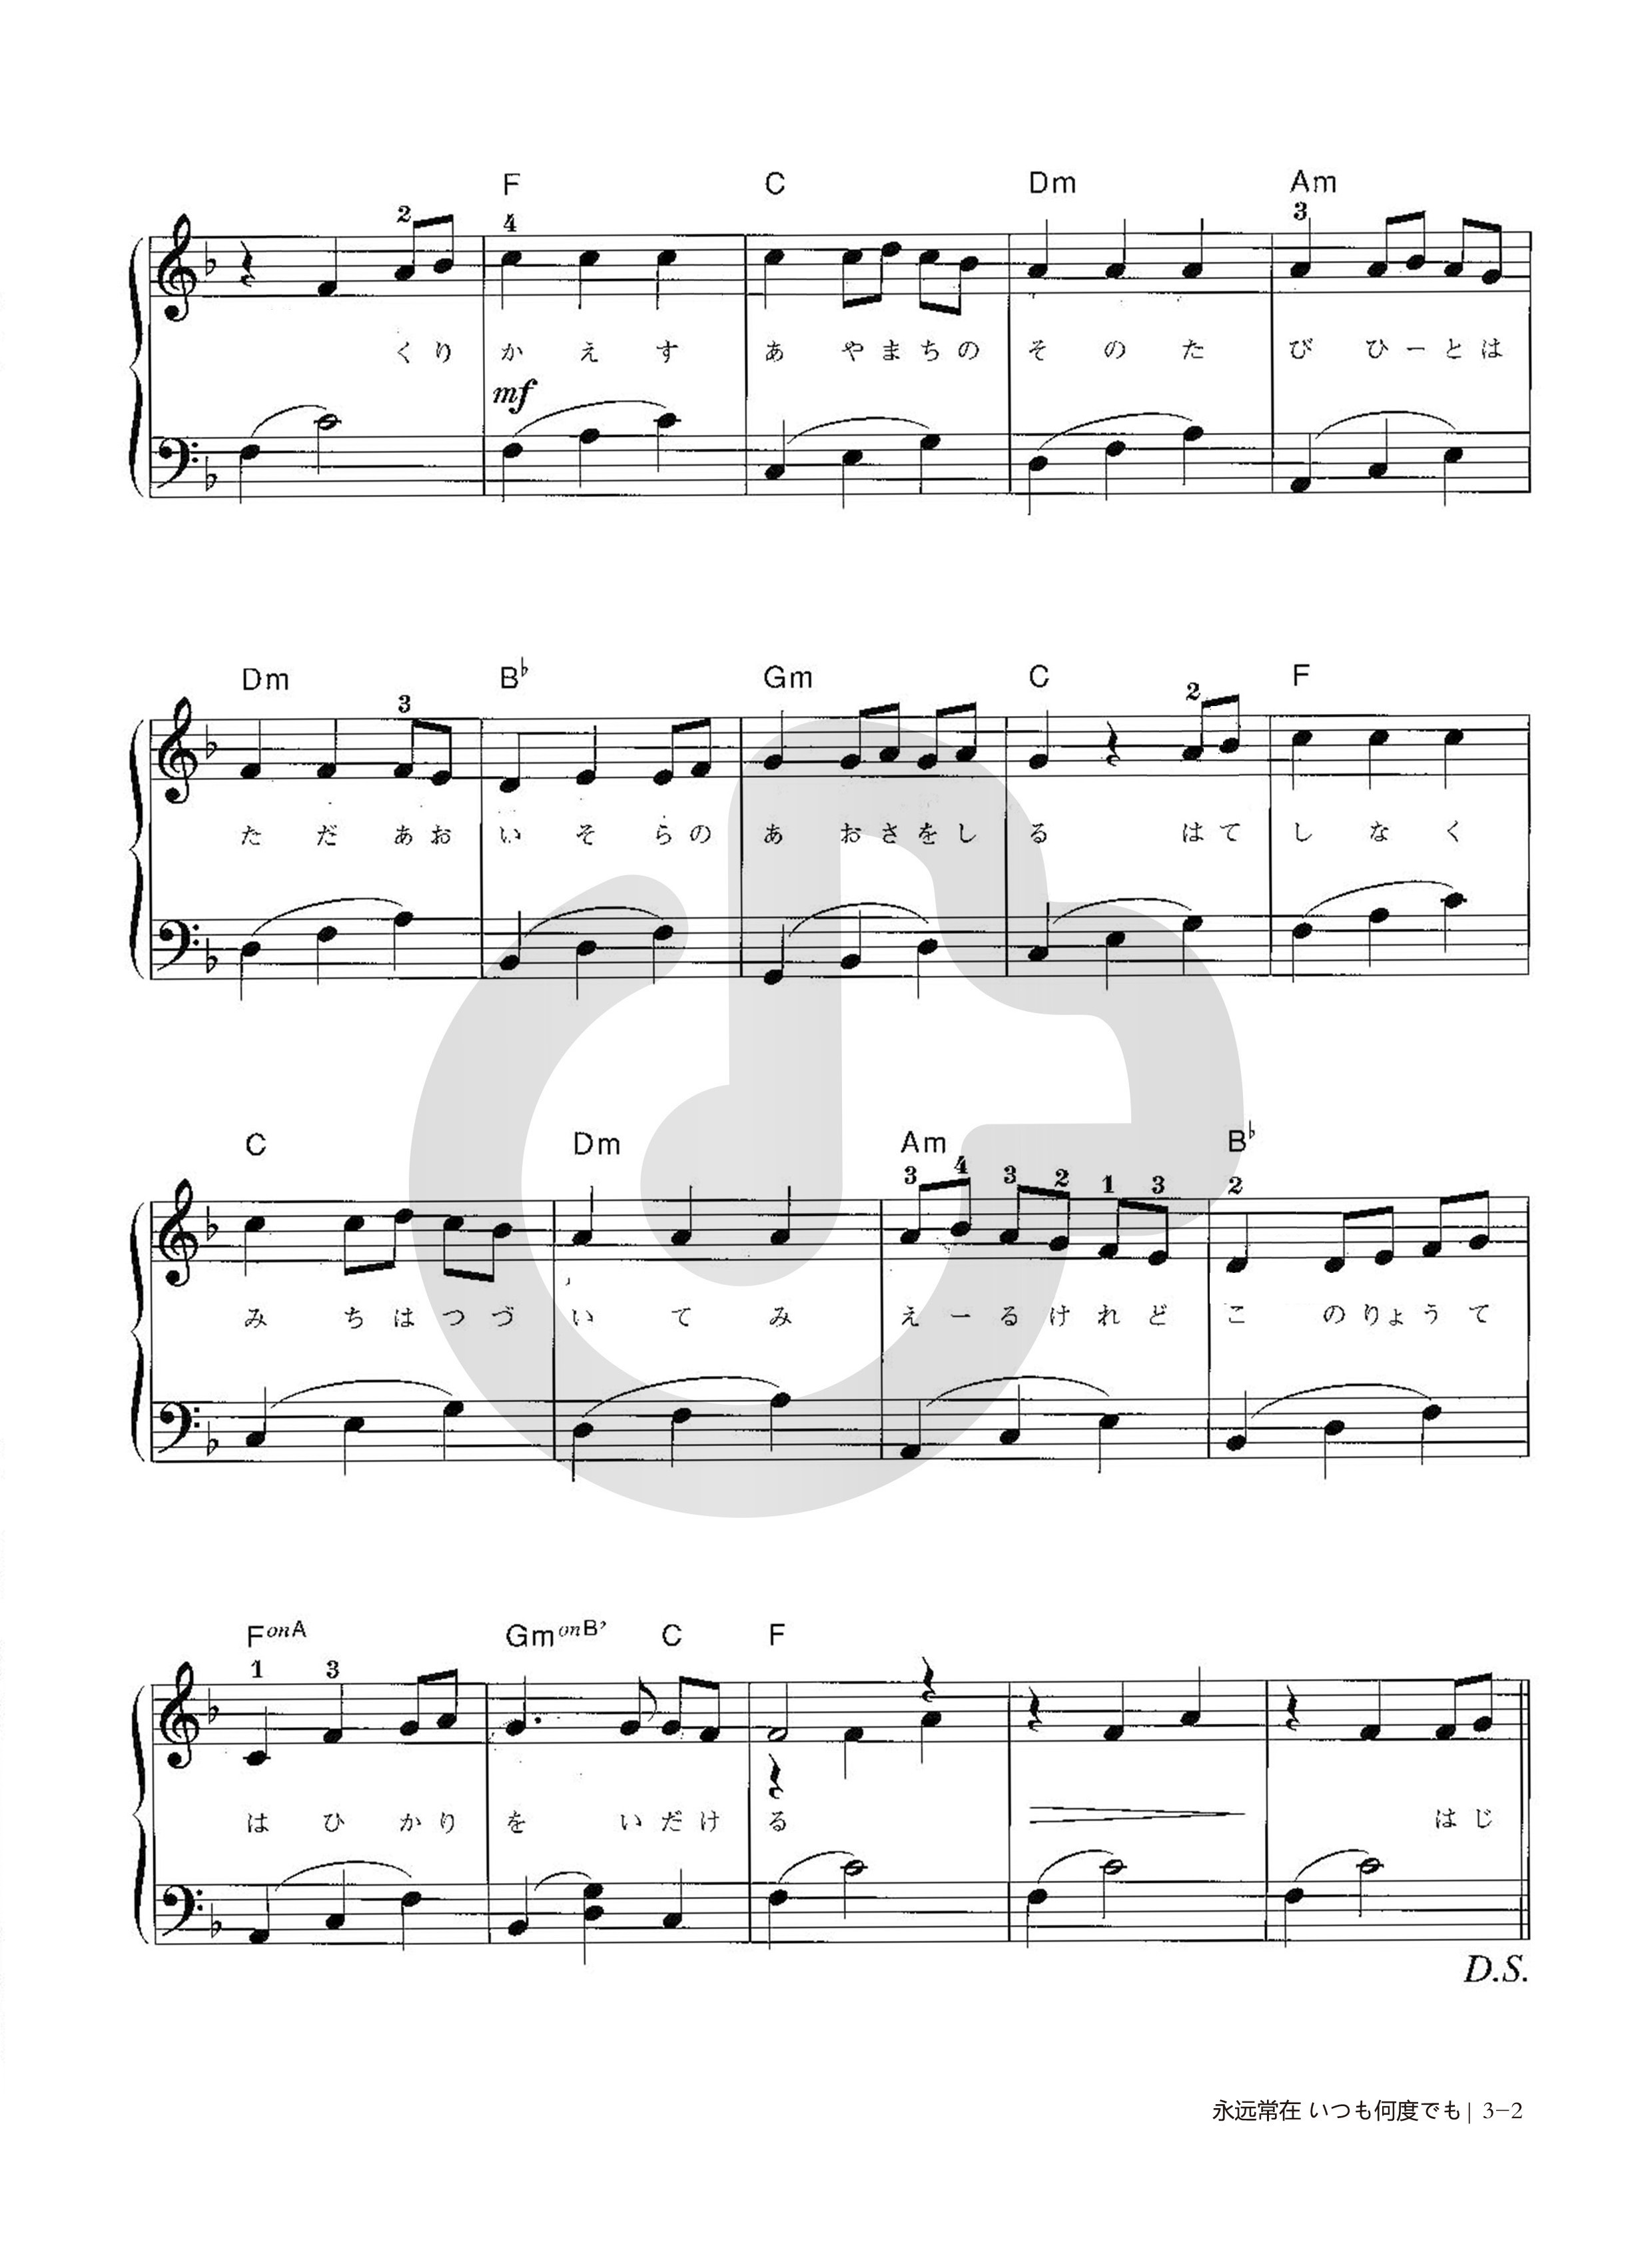 F C Dm Am
2 4 3
くり か え す あ や ま ち の そ の た び ひ ー と は
mf
Dm B♭ Gm C F
3 2
た だ あ お い そ ら の あ お さ を し る は て し な く
C Dm Am B♭
3 4 3 2 1 3 2
み ち は つ づ い て み え ー る け れ ど こ の りょ う て
FonA GmonB♭ C F
1 3
は ひ か り を い だ け る は じ
D.S.
永远常在 いつも何度でも | 3-2